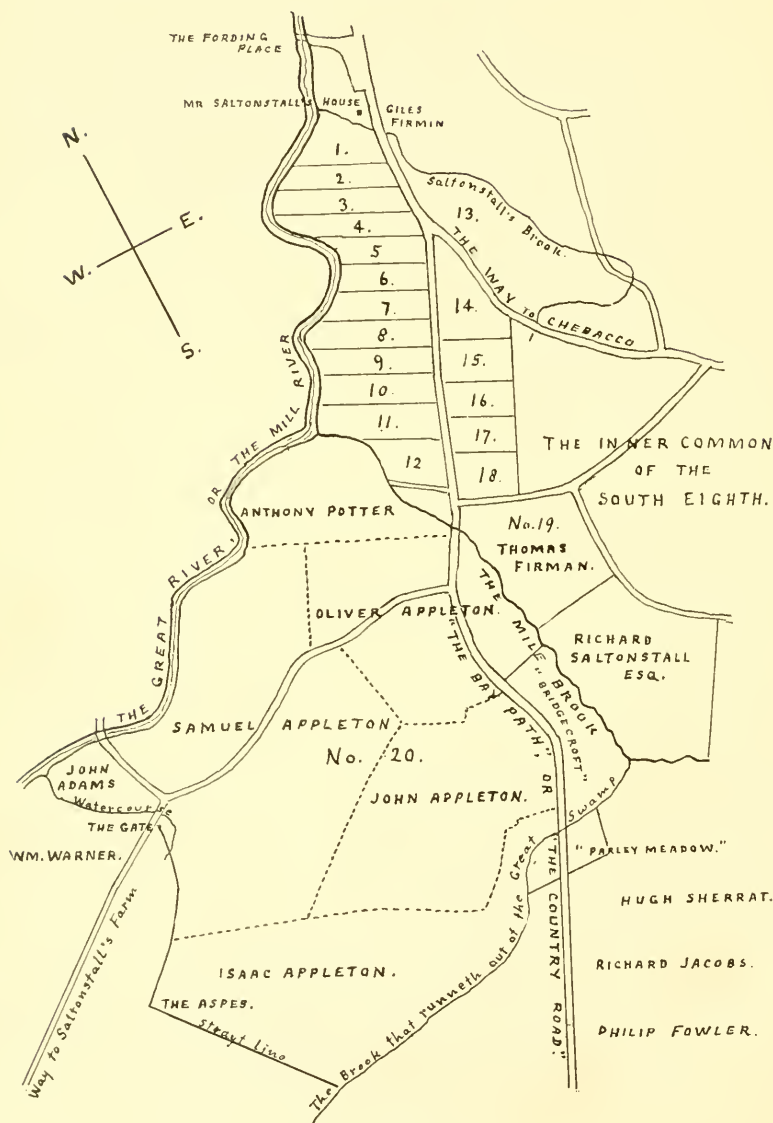 THE FORDING
PLACE
MR SALTONSTALL'S HOUSE
GILES
FIRMIN
N.
E.
W.
S.
1.
2.
3.
4.
5
6.
7.
8.
9.
10.
11.
12
Saltonstall's Brook.
13.
THE WAY TO CHEBACCO
14.
15.
16.
17.
18.
THE INNER COMMON
OF THE
SOUTH EIGHTH.
THE GREAT RIVER, OR THE MILL RIVER
ANTHONY POTTER
No. 19.
THOMAS
FIRMAN.
OLIVER APPLETON.
THE MILE BROOK
RICHARD
SALTONSTALL
ESQ.
"BRIDGECROFT"
"THE BAY PATH", OR "THE COUNTRY ROAD."
SAMUEL APPLETON
No. 20.
JOHN APPLETON.
JOHN
ADAMS
Watercourse
THE GATE
WM. WARNER.
Way to Saltonstall's Farm
"PARLEY MEADOW."
HUGH SHERRAT.
RICHARD JACOBS.
PHILIP FOWLER.
ISAAC APPLETON.
THE ASPES.
Strayt line
The Brook that runneth out of the Great Swamp